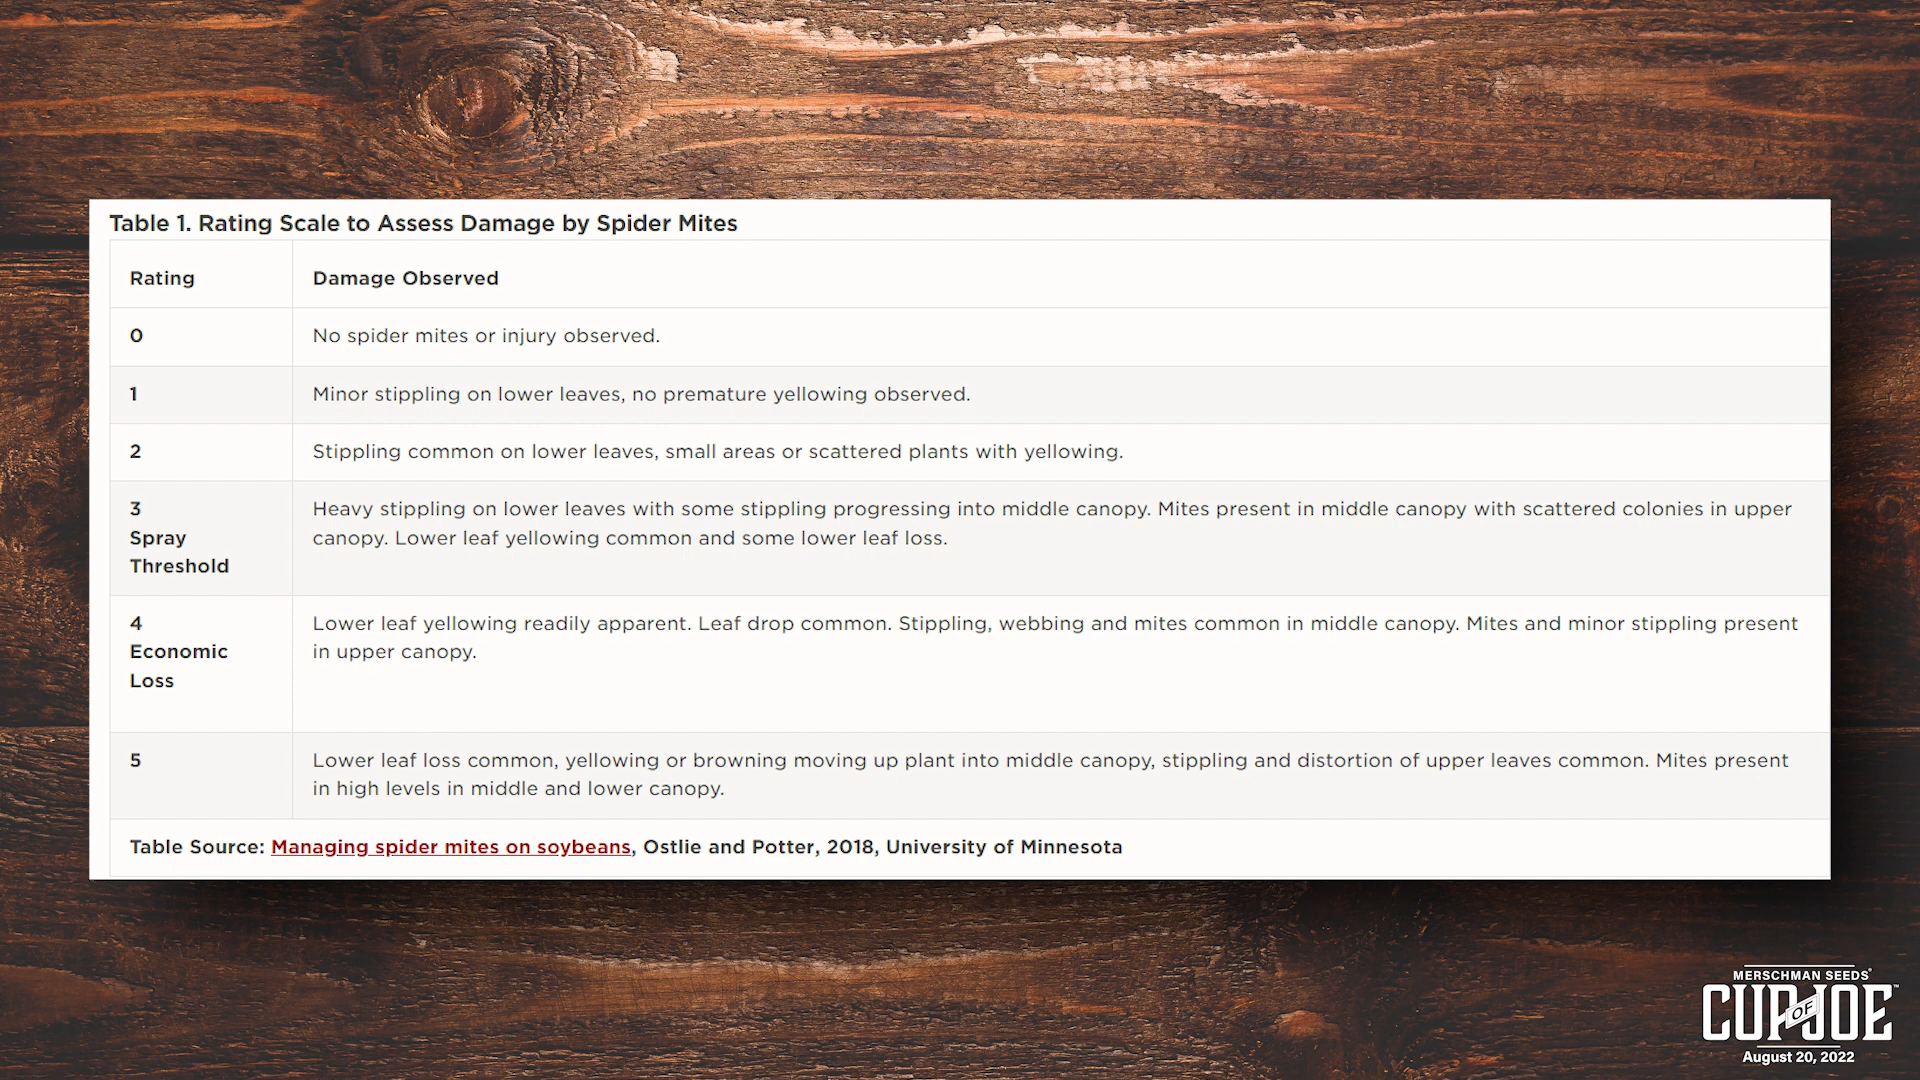 Table 1. Rating Scale to Assess Damage by Spider Mites
Rating
Damage Observed
0
No spider mites or injury observed.
1
Minor stippling on lower leaves, no premature yellowing observed.
2
Stippling common on lower leaves, small areas or scattered plants with yellowing.
3
Spray
Threshold
Heavy stippling on lower leaves with some stippling progressing into middle canopy. Mites present in middle canopy with scattered colonies in upper
canopy. Lower leaf yellowing common and some lower leaf loss.
4
Economic
Loss
Lower leaf yellowing readily apparent. Leaf drop common. Stippling, webbing and mites common in middle canopy. Mites and minor stippling present
in upper canopy.
5
Lower leaf loss common, yellowing or browning moving up plant into middle canopy, stippling and distortion of upper leaves common. Mites present
in high levels in middle and lower canopy.
Table Source: Managing spider mites on soybeans, Ostlie and Potter, 2018, University of Minnesota
MERSCHMAN SEEDS®
CUP OF JOE™
August 20, 2022